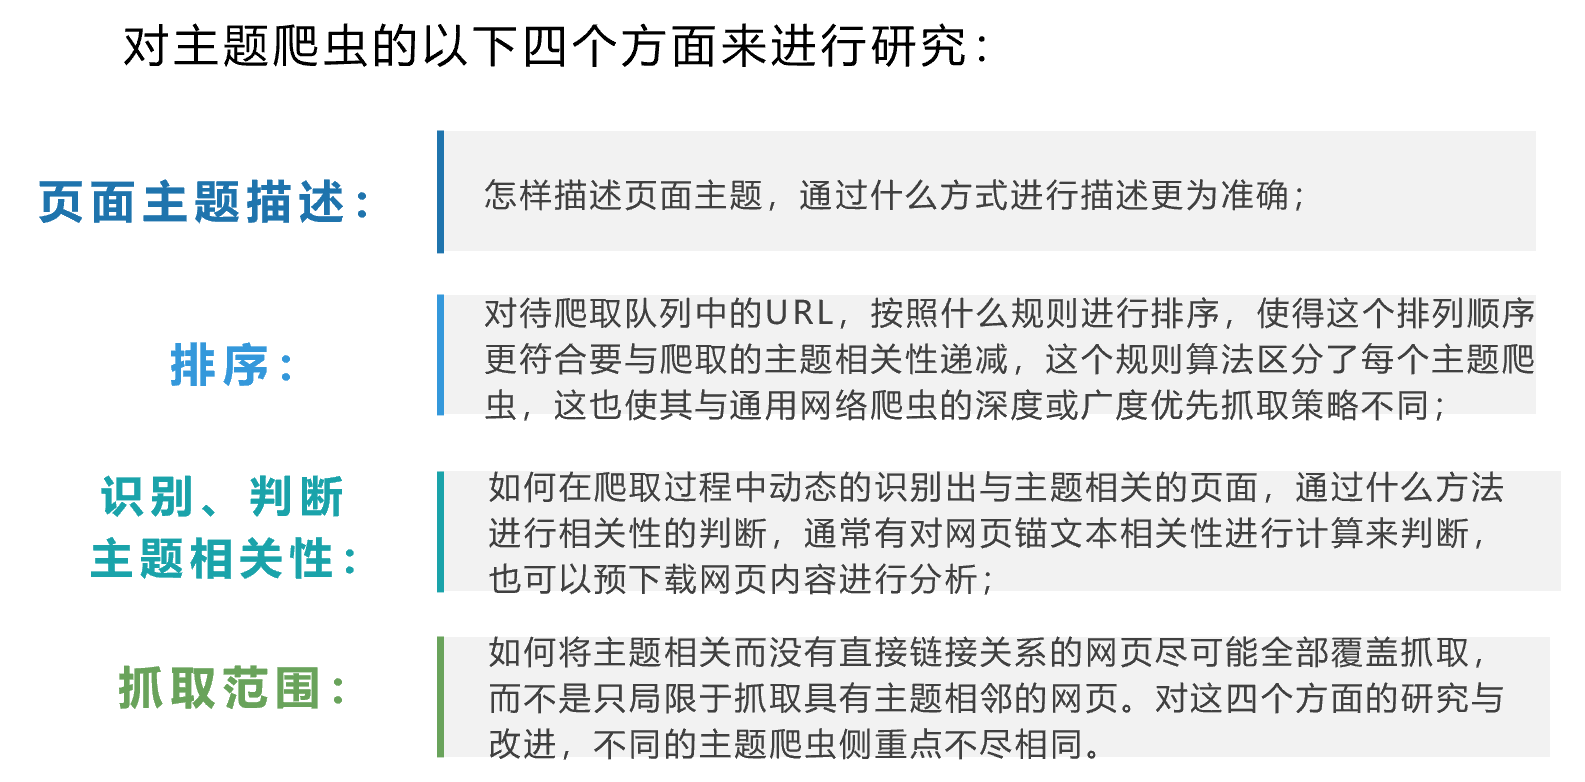 对主题爬虫的以下四个方面来进行研究：
页面主题描述：
怎样描述页面主题，通过什么方式进行描述更为准确；
排序：
对待爬取队列中的URL，按照什么规则进行排序，使得这个排列顺序
更符合要与爬取的主题相关性递减，这个规则算法区分了每个主题爬
虫，这也使其与通用网络爬虫的深度或广度优先抓取策略不同；
识别、判断
主题相关性：
如何在爬取过程中动态的识别出与主题相关的页面，通过什么方法
进行相关性的判断，通常有对网页锚文本相关性进行计算来判断，
也可以预下载网页内容进行分析；
抓取范围：
如何将主题相关而没有直接链接关系的网页尽可能全部覆盖抓取，
而不是只局限于抓取具有主题相邻的网页。对这四个方面的研究与
改进，不同的主题爬虫侧重点不尽相同。